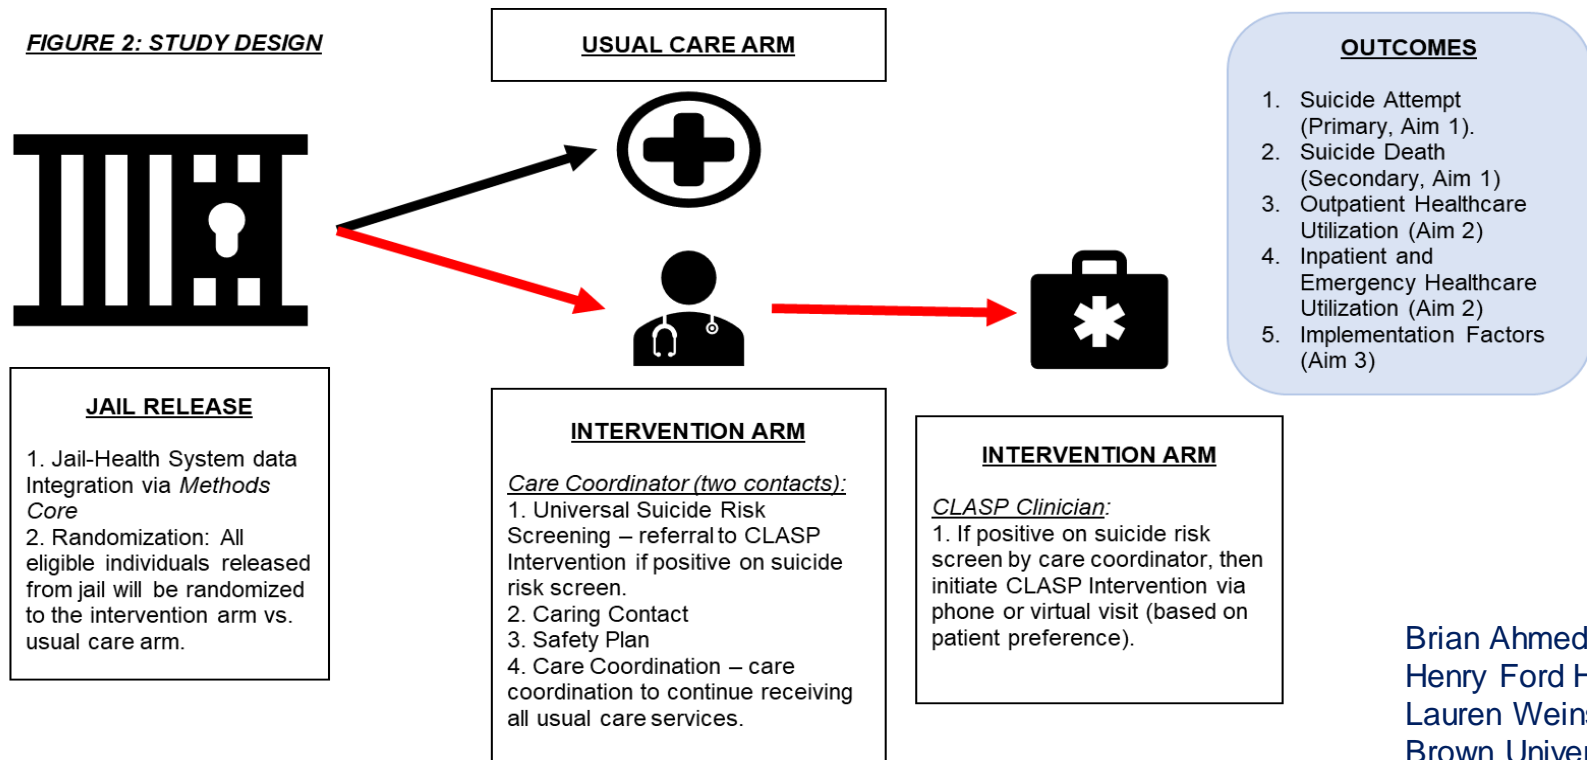 FIGURE 2: STUDY DESIGN
USUAL CARE ARM
OUTCOMES
1. Suicide Attempt
(Primary, Aim 1).
2. Suicide Death
(Secondary, Aim 1)
3. Outpatient Healthcare
Utilization (Aim 2)
4. Inpatient and
Emergency Healthcare
Utilization (Aim 2)
5. Implementation Factors
(Aim 3)
JAIL RELEASE
1. Jail-Health System data
Integration via Methods
Core
2. Randomization: All
eligible individuals released
from jail will be randomized
to the intervention arm vs.
usual care arm.
INTERVENTION ARM
Care Coordinator (two contacts):
1. Universal Suicide Risk
Screening – referral to CLASP
Intervention if positive on suicide
risk screen.
2. Caring Contact
3. Safety Plan
4. Care Coordination – care
coordination to continue receiving
all usual care services.
INTERVENTION ARM
CLASP Clinician:
1. If positive on suicide risk
screen by care coordinator, then
initiate CLASP Intervention via
phone or virtual visit (based on
patient preference).
Brian Ahmed
Henry Ford
Lauren
Brown